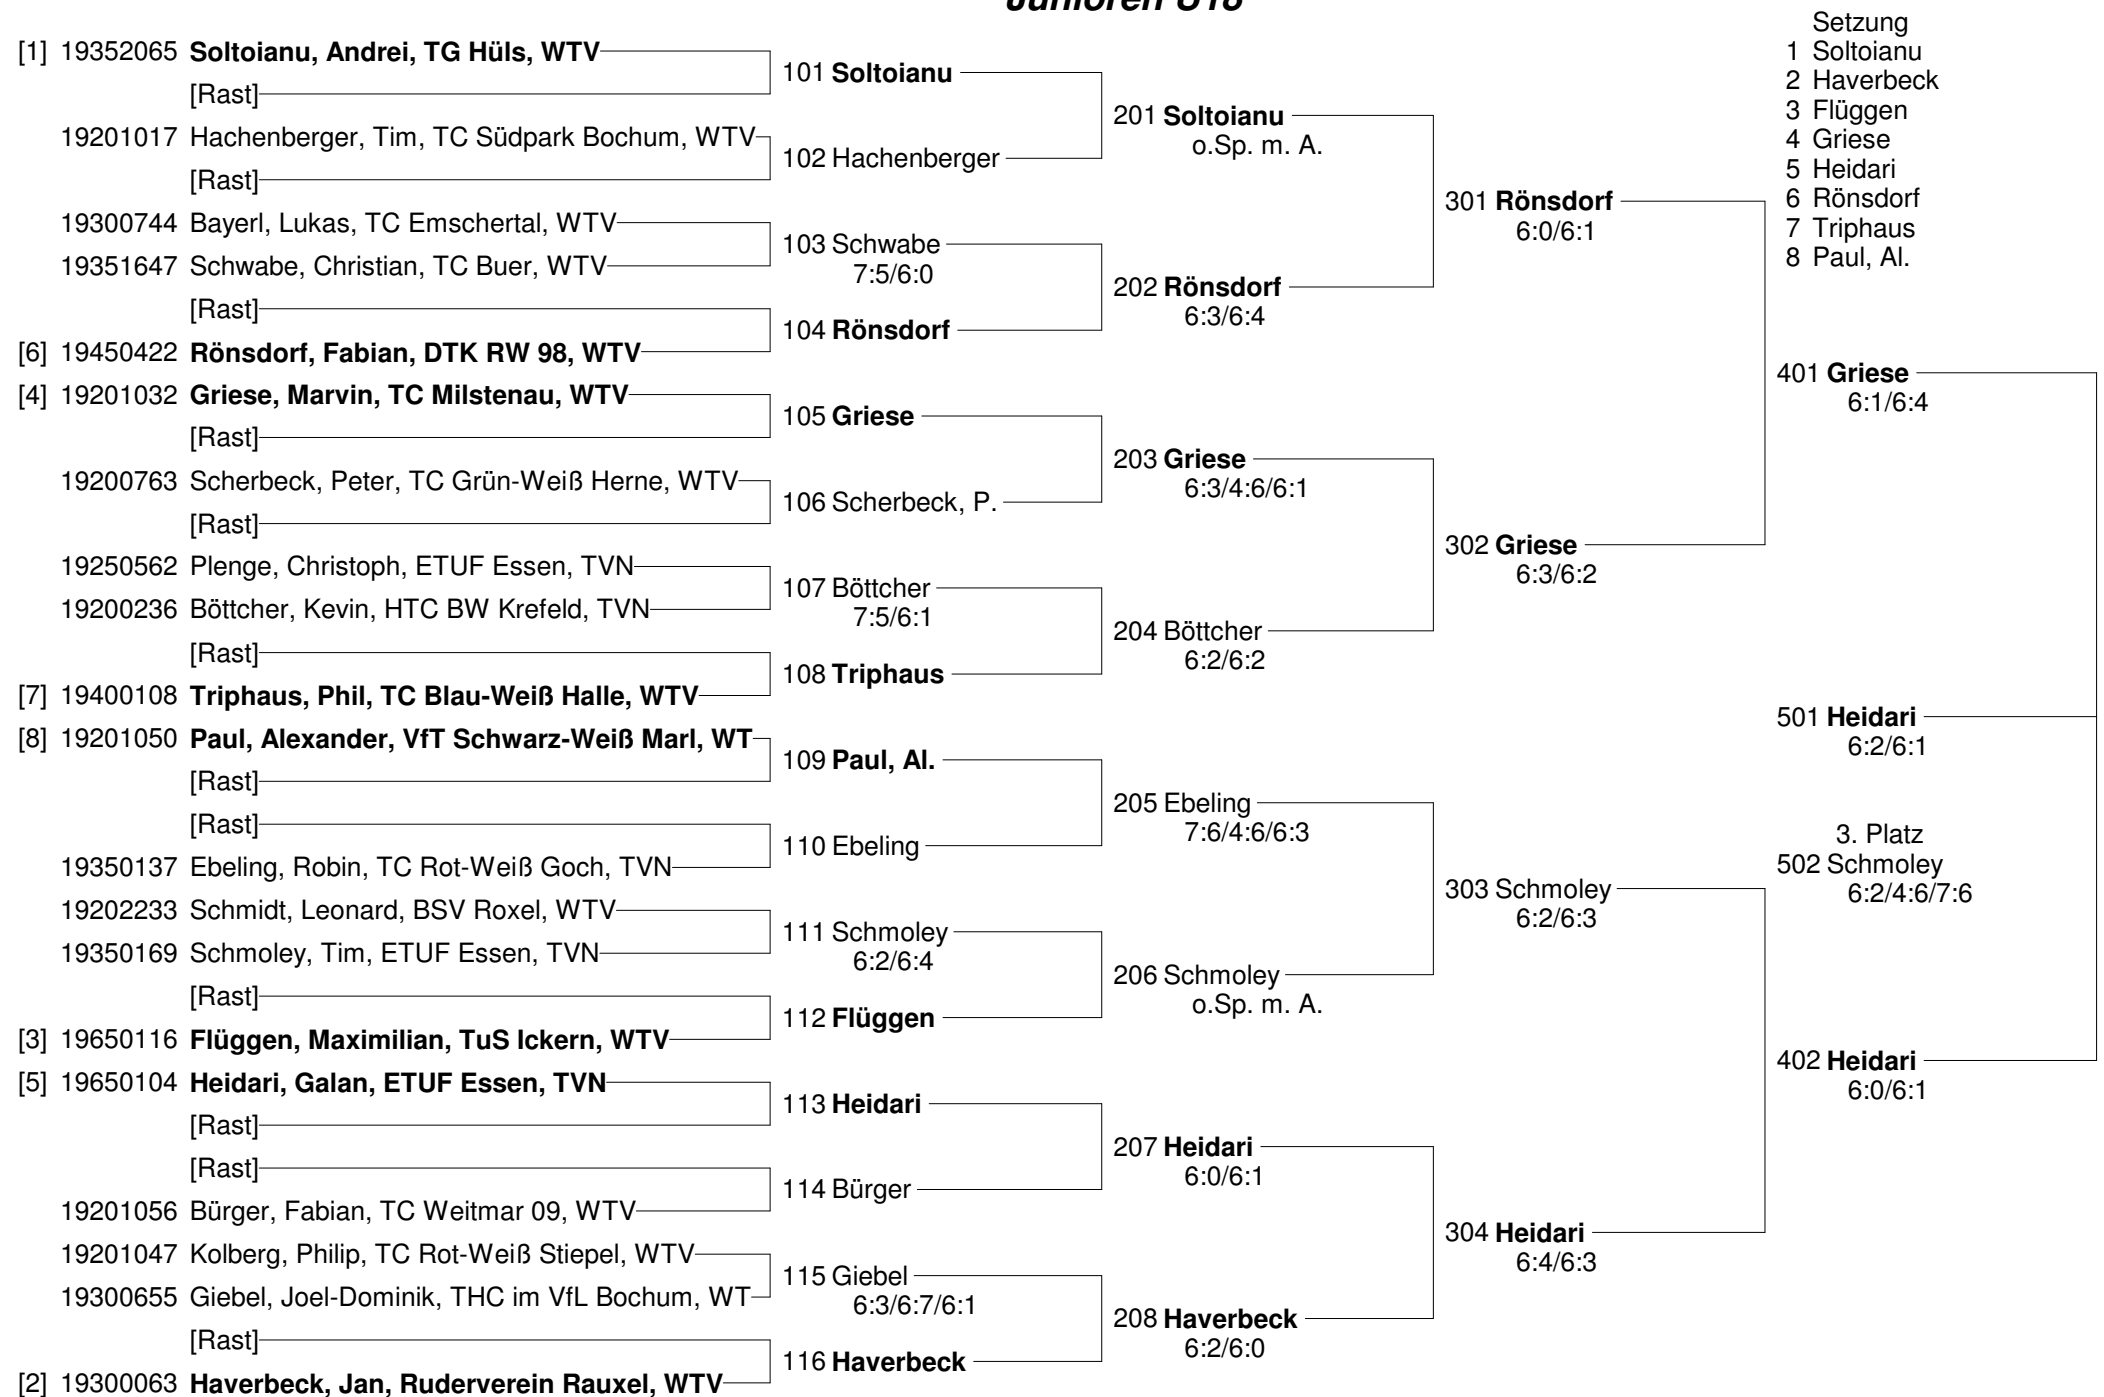 Junioren U18
Setzung
1 Soltoianu
2 Haverbeck
3 Flüggen
4 Griese
5 Heidari
6 Rönsdorf
7 Triphaus
8 Paul, Al.
[1] 19352065 Soltoianu, Andrei, TG Hüls, WTV
[Rast]
19201017 Hachenberger, Tim, TC Südpark Bochum, WTV
[Rast]
19300744 Bayerl, Lukas, TC Emschertal, WTV
19351647 Schwabe, Christian, TC Buer, WTV
[Rast]
[6] 19450422 Rönsdorf, Fabian, DTK RW 98, WTV
[4] 19201032 Griese, Marvin, TC Milstenau, WTV
[Rast]
19200763 Scherbeck, Peter, TC Grün-Weiß Herne, WTV
[Rast]
19250562 Plenge, Christoph, ETUF Essen, TVN
19200236 Böttcher, Kevin, HTC BW Krefeld, TVN
[Rast]
[7] 19400108 Triphaus, Phil, TC Blau-Weiß Halle, WTV
[8] 19201050 Paul, Alexander, VfT Schwarz-Weiß Marl, WT
[Rast]
[Rast]
19350137 Ebeling, Robin, TC Rot-Weiß Goch, TVN
19202233 Schmidt, Leonard, BSV Roxel, WTV
19350169 Schmoley, Tim, ETUF Essen, TVN
[Rast]
[3] 19650116 Flüggen, Maximilian, TuS Ickern, WTV
[5] 19650104 Heidari, Galan, ETUF Essen, TVN
[Rast]
[Rast]
19201056 Bürger, Fabian, TC Weitmar 09, WTV
19201047 Kolberg, Philip, TC Rot-Weiß Stiepel, WTV
19300655 Giebel, Joel-Dominik, THC im VfL Bochum, WT
[Rast]
[2] 19300063 Haverbeck, Jan, Ruderverein Rauxel, WTV
101 Soltoianu
102 Hachenberger
103 Schwabe
7:5/6:0
104 Rönsdorf
105 Griese
106 Scherbeck, P.
107 Böttcher
7:5/6:1
108 Triphaus
109 Paul, Al.
110 Ebeling
111 Schmoley
6:2/6:4
112 Flüggen
113 Heidari
114 Bürger
115 Giebel
6:3/6:7/6:1
116 Haverbeck
201 Soltoianu
o.Sp. m. A.
202 Rönsdorf
6:3/6:4
203 Griese
6:3/4:6/6:1
204 Böttcher
6:2/6:2
205 Ebeling
7:6/4:6/6:3
206 Schmoley
o.Sp. m. A.
207 Heidari
6:0/6:1
208 Haverbeck
6:2/6:0
301 Rönsdorf
6:0/6:1
302 Griese
6:3/6:2
303 Schmoley
6:2/6:3
304 Heidari
6:4/6:3
401 Griese
6:1/6:4
501 Heidari
6:2/6:1
3. Platz
502 Schmoley
6:2/4:6/7:6
402 Heidari
6:0/6:1